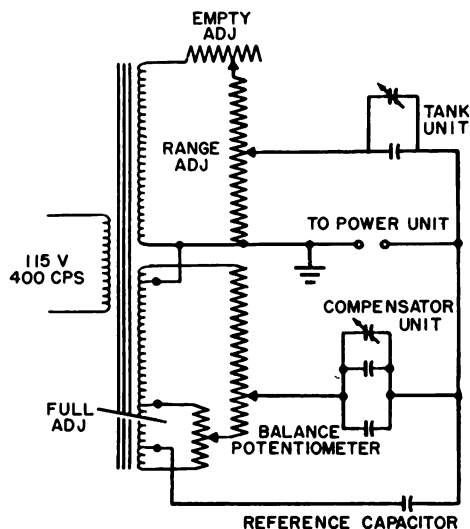 EMPTY
ADJ
TANK
UNIT
RANGE
ADJ
TO POWER UNIT
115 V
400 CPS
COMPENSATOR
UNIT
FULL
ADJ
BALANCE
POTENTIOMETER
REFERENCE CAPACITOR